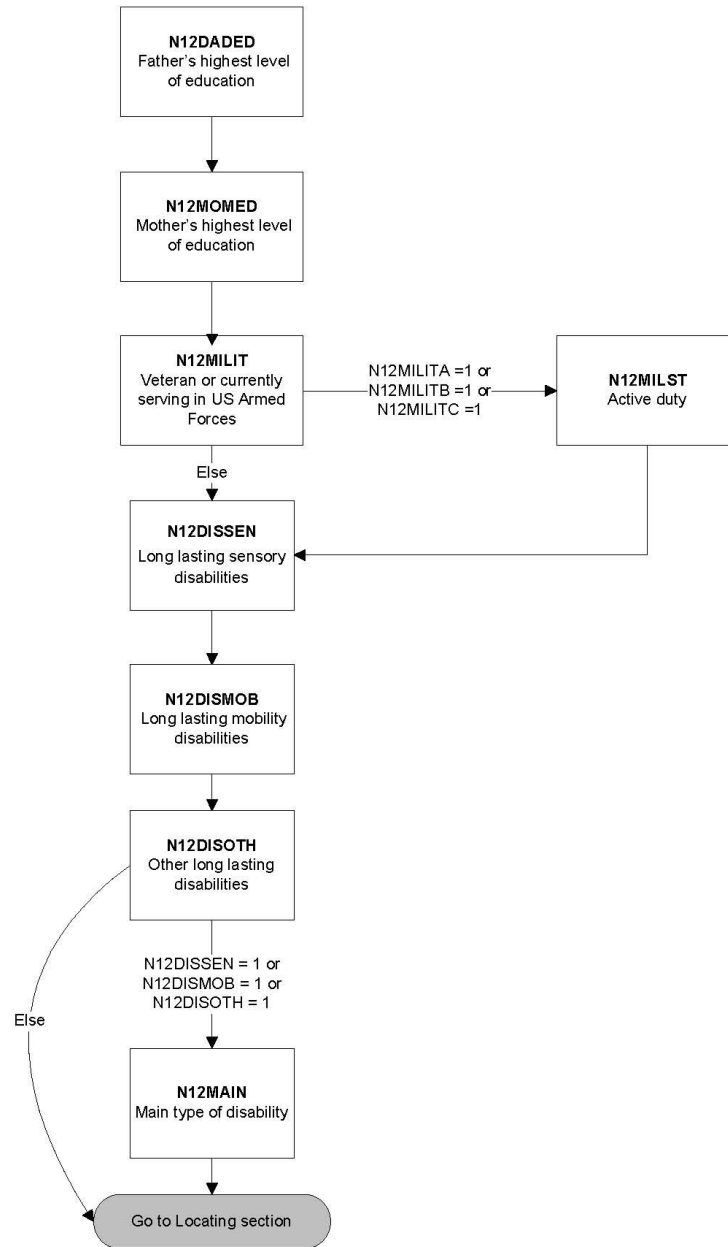 N12DADED
Father's highest level
of education
N12MOMED
Mother's highest level
of education
N12MILIT
Veteran or currently
serving in US Armed
Forces
N12MILITA =1 or
N12MILITB =1 or
N12MILITC =1
N12MILST
Active duty
Else
N12DISSEN
Long lasting sensory
disabilities
N12DISMOB
Long lasting mobility
disabilities
N12DISOTH
Other long lasting
disabilities
N12DISSEN = 1 or
N12DISMOB = 1 or
N12DISOTH = 1
Else
N12MAIN
Main type of disability
Go to Locating section